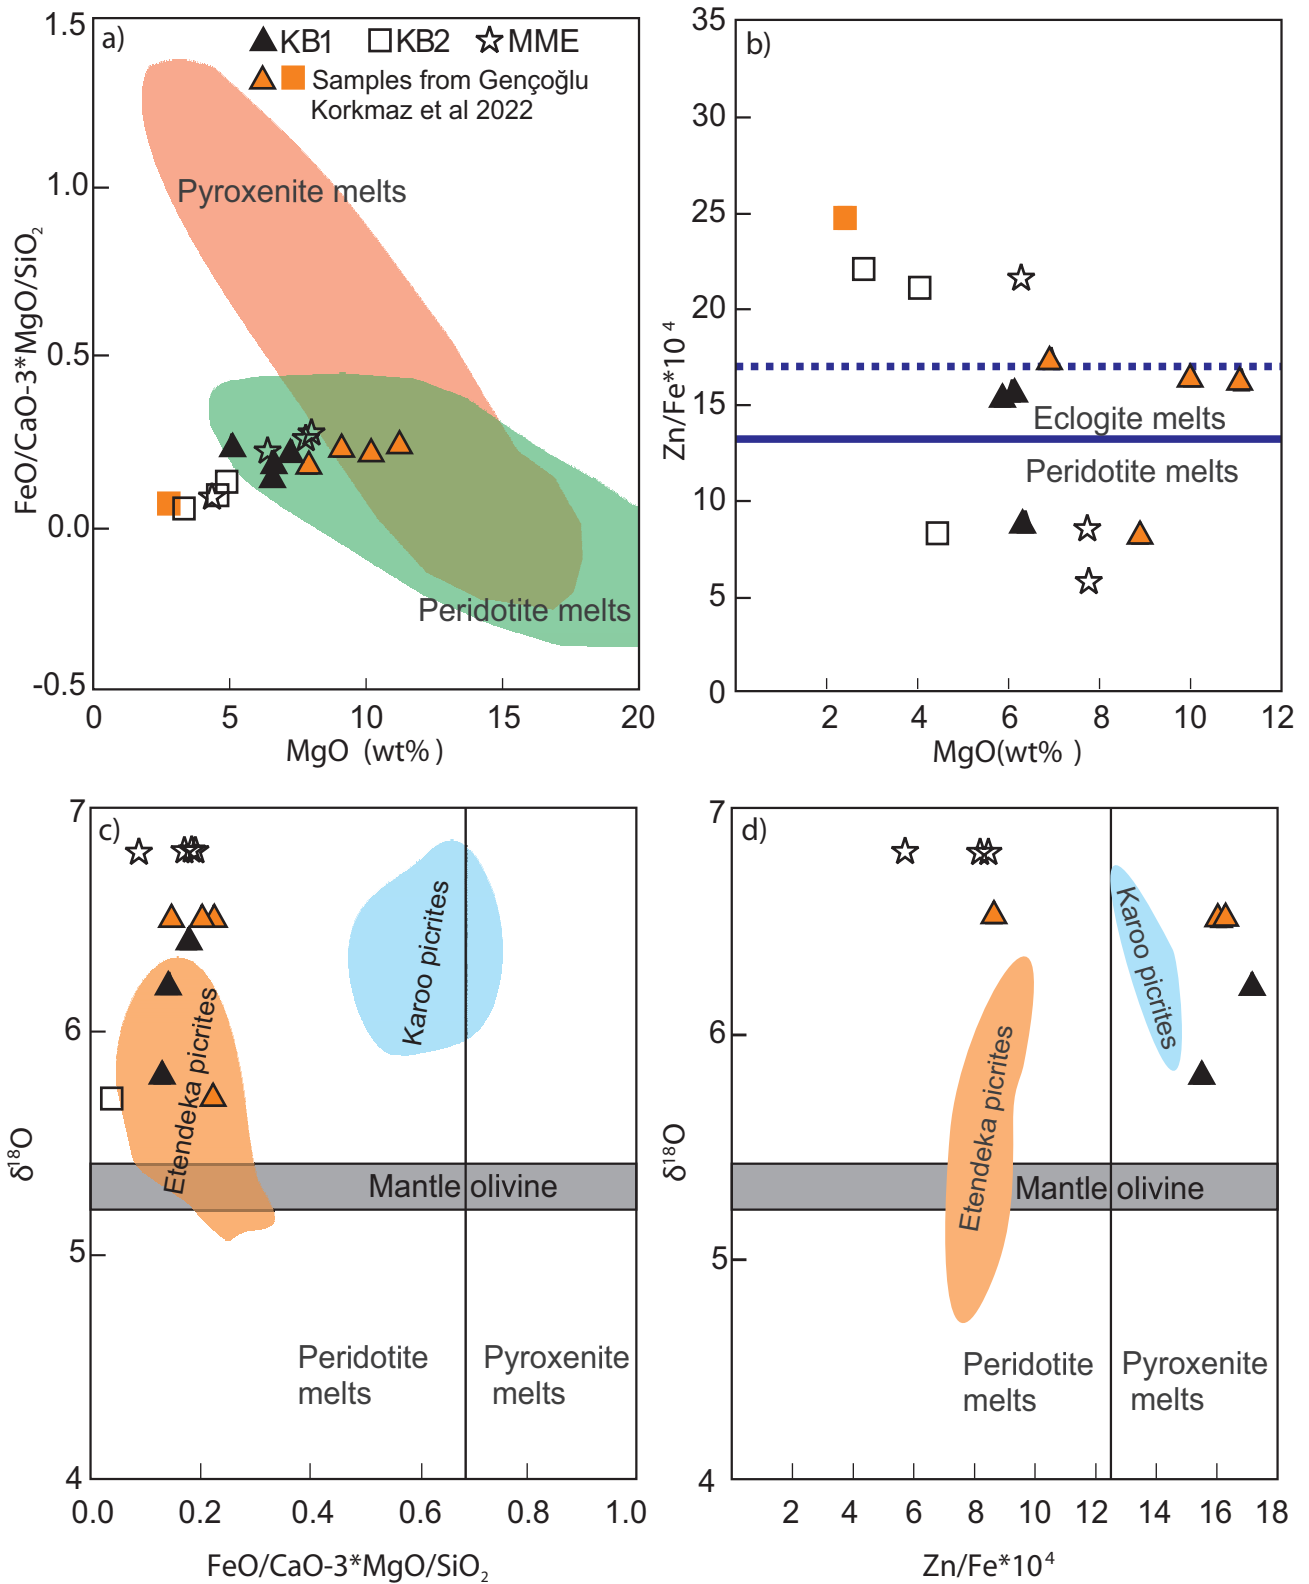 a)
KB1 KB2 MME
Samples from Gençoğlu
Korkmaz et al 2022
1.5
1.0
0.5
0.0
-0.5
FeO/CaO-3*MgO/SiO₂
Pyroxenite melts
Peridotite melts
0 5 10 15 20
MgO (wt%)
b)
35
30
25
20
15
10
5
0
Zn/Fe*10⁴
Eclogite melts
Peridotite melts
2 4 6 8 10 12
MgO(wt%)
c)
7
6
5
4
δ¹⁸O
Etendeka picrites
Karoo picrites
Mantle olivine
Peridotite
melts
Pyroxenite
melts
0.0 0.2 0.4 0.6 0.8 1.0
FeO/CaO-3*MgO/SiO₂
d)
7
6
5
4
δ¹⁸O
Karoo picrites
Etendeka picrites
Mantle olivine
Peridotite
melts
Pyroxenite
melts
2 4 6 8 10 12 14 16 18
Zn/Fe*10⁴